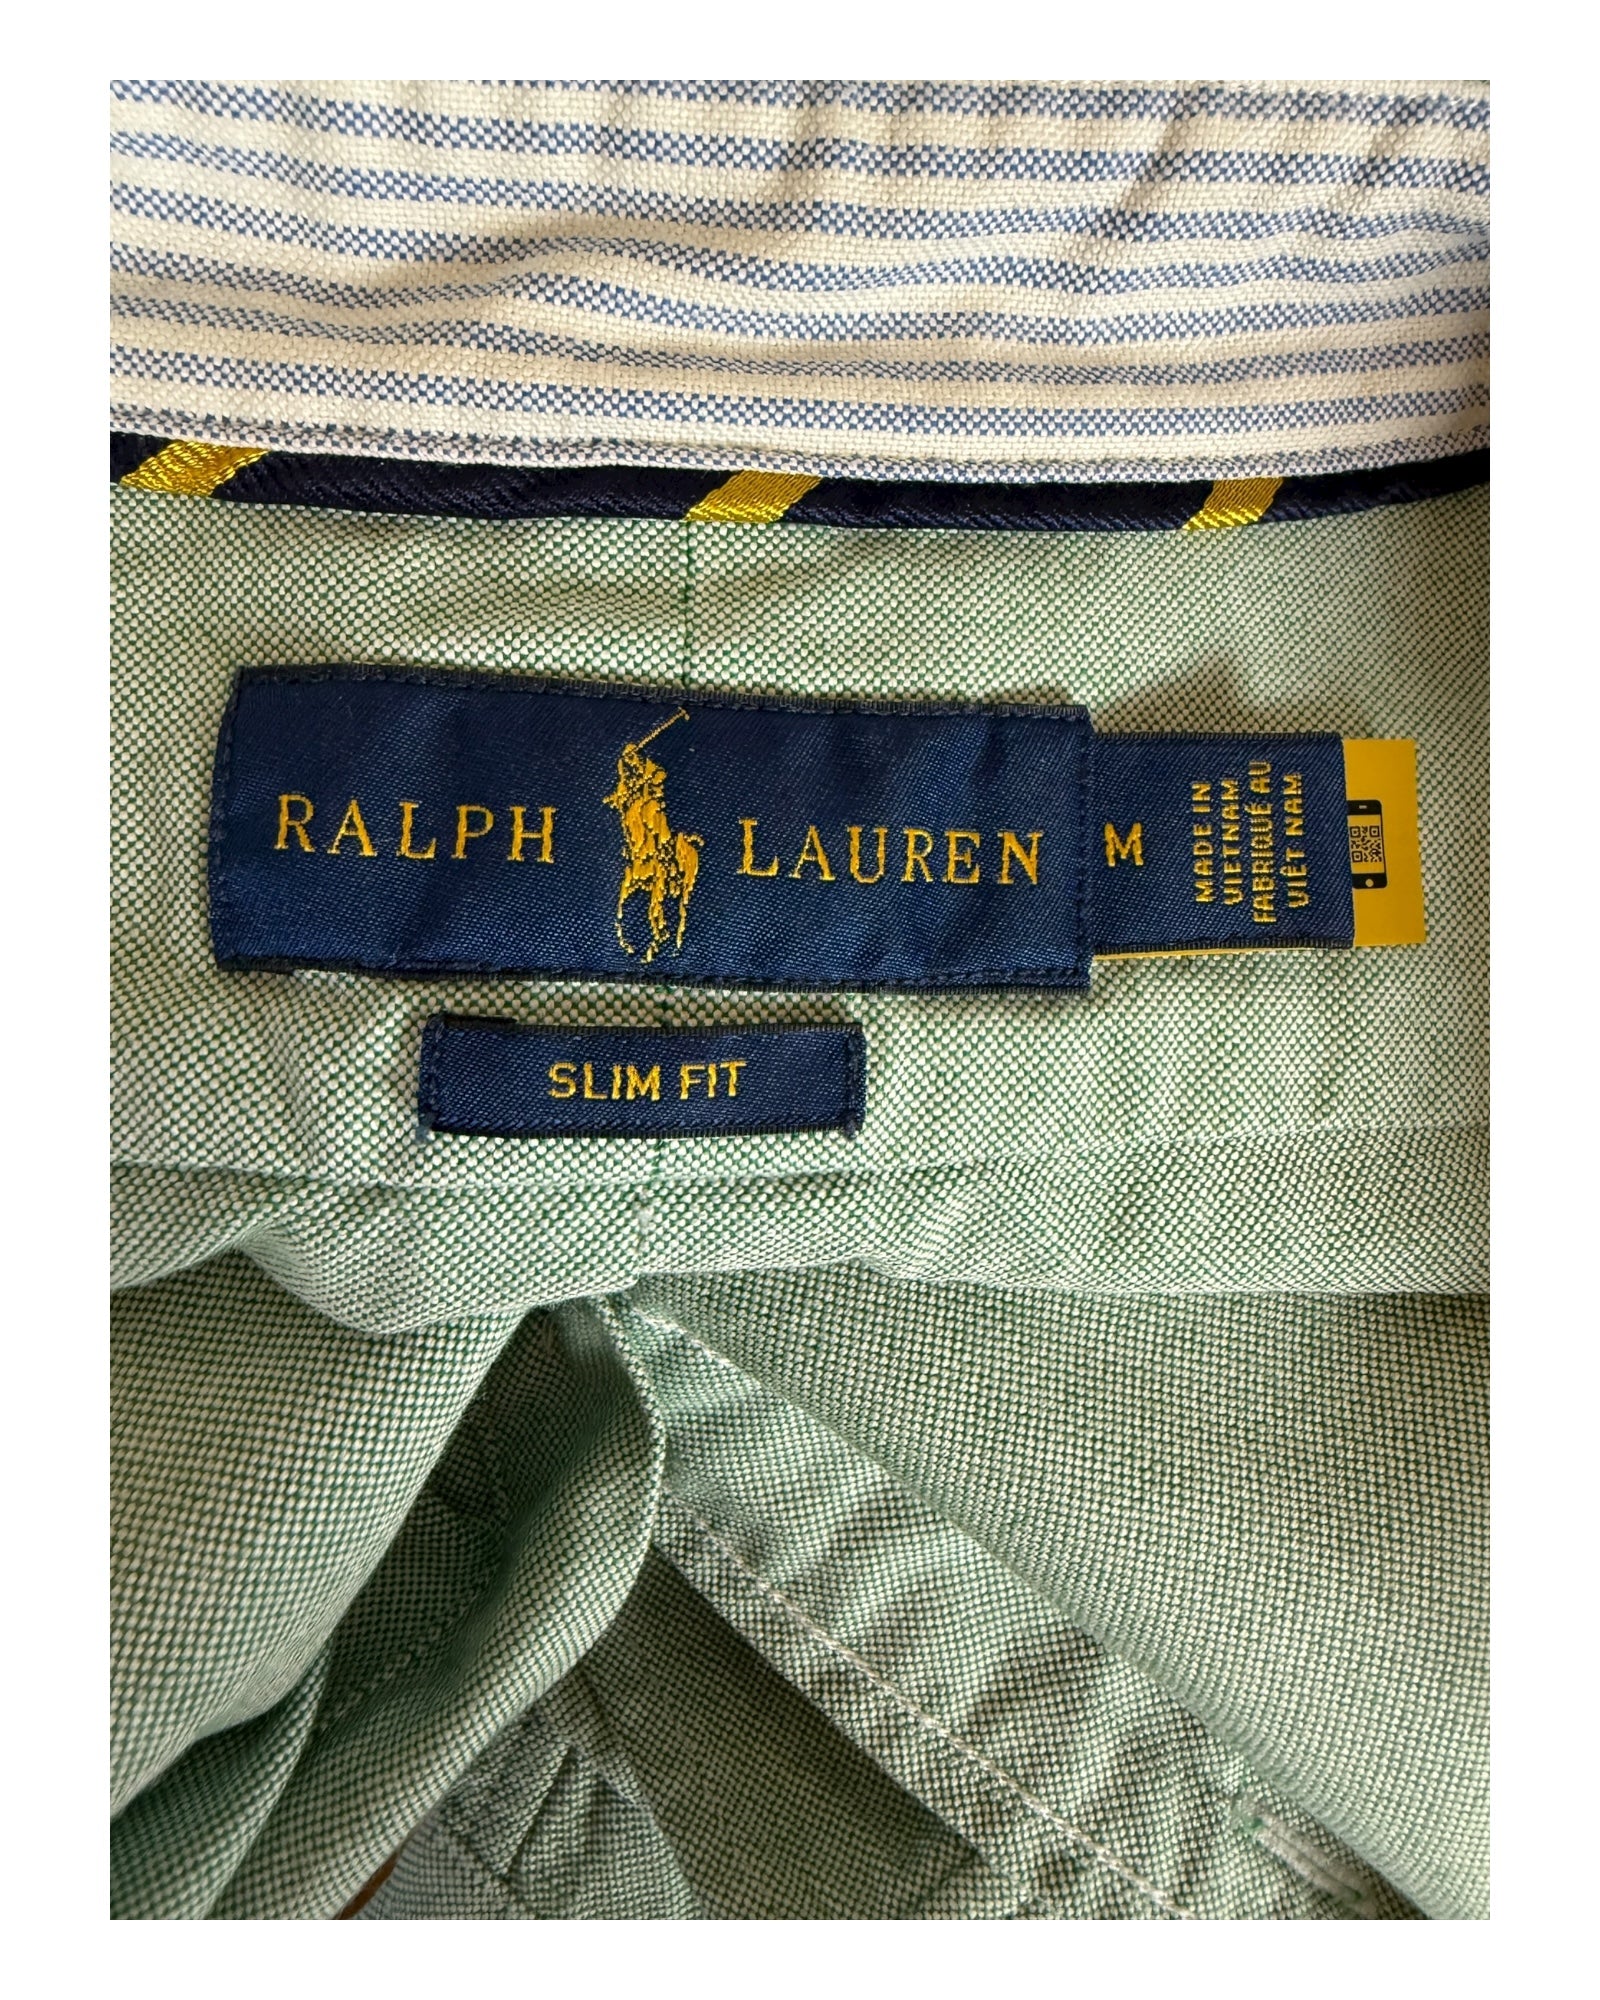 RALPH LAUREN
M
MADE IN
VIETNAM
FABRIQUÉ AU
VIÊT NAM
SLIM FIT